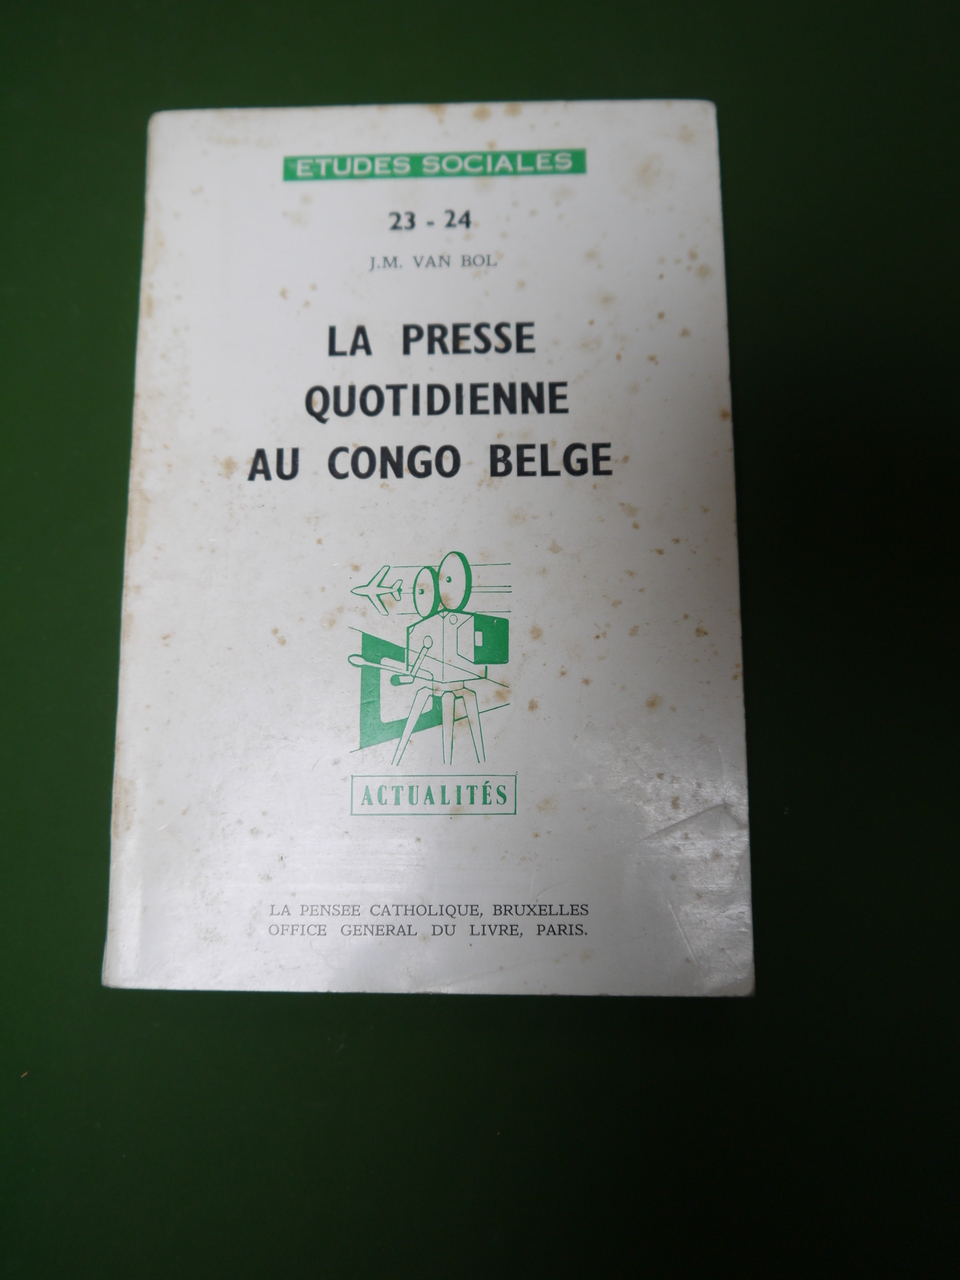 ETUDES SOCIALES
23 - 24
J.M. VAN BOL
LA PRESSE
QUOTIDIENNE
AU CONGO BELGE
ACTUALITÉS
LA PENSEE CATHOLIQUE, BRUXELLES
OFFICE GENERAL DU LIVRE, PARIS.